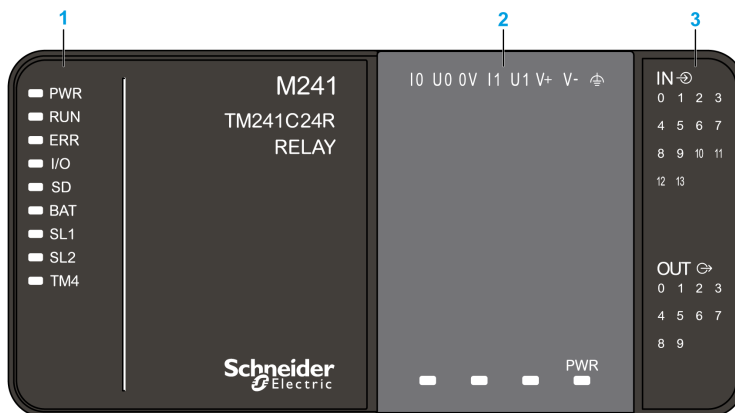 1
2
3
PWR
RUN
ERR
I/O
SD
BAT
SL1
SL2
TM4
M241
TM241C24R
RELAY
Schneider
Electric
I0 U0 0V I1 U1 V+ V-
PWR
IN
0 1 2 3
4 5 6 7
8 9 10 11
12 13
OUT
0 1 2 3
4 5 6 7
8 9